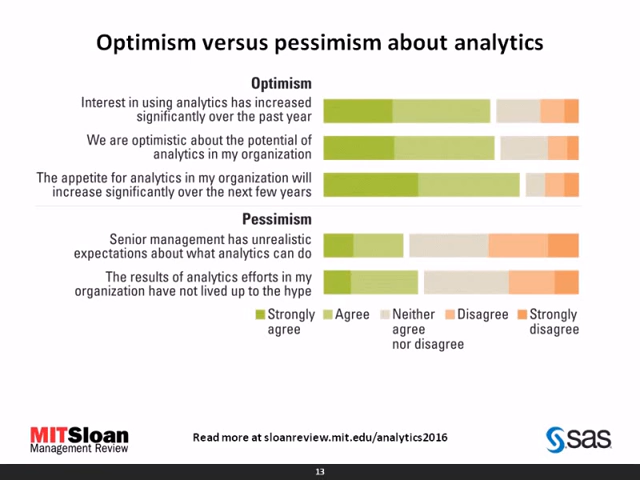 Optimism versus pessimism about analytics
Optimism
Interest in using analytics has increased
significantly over the past year
We are optimistic about the potential of
analytics in my organization
The appetite for analytics in my organization will
increase significantly over the next few years
Pessimism
Senior management has unrealistic
expectations about what analytics can do
The results of analytics efforts in my
organization have not lived up to the hype
Strongly
agree
Agree
Neither
agree
nor disagree
Disagree
Strongly
disagree
MITSloan
Management Review
Read more at sloanreview.mit.edu/analytics2016
sas
13